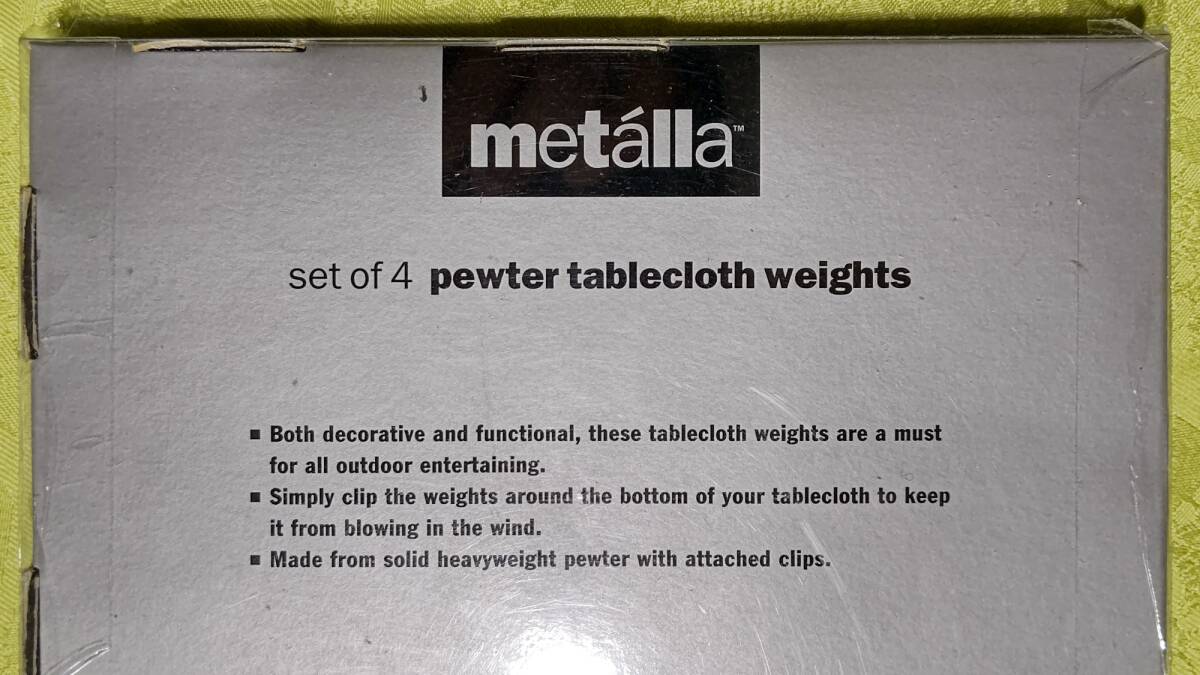 metálla™
set of 4 pewter tablecloth weights
▪ Both decorative and functional, these tablecloth weights are a must
for all outdoor entertaining.
▪ Simply clip the weights around the bottom of your tablecloth to keep
it from blowing in the wind.
▪ Made from solid heavyweight pewter with attached clips.